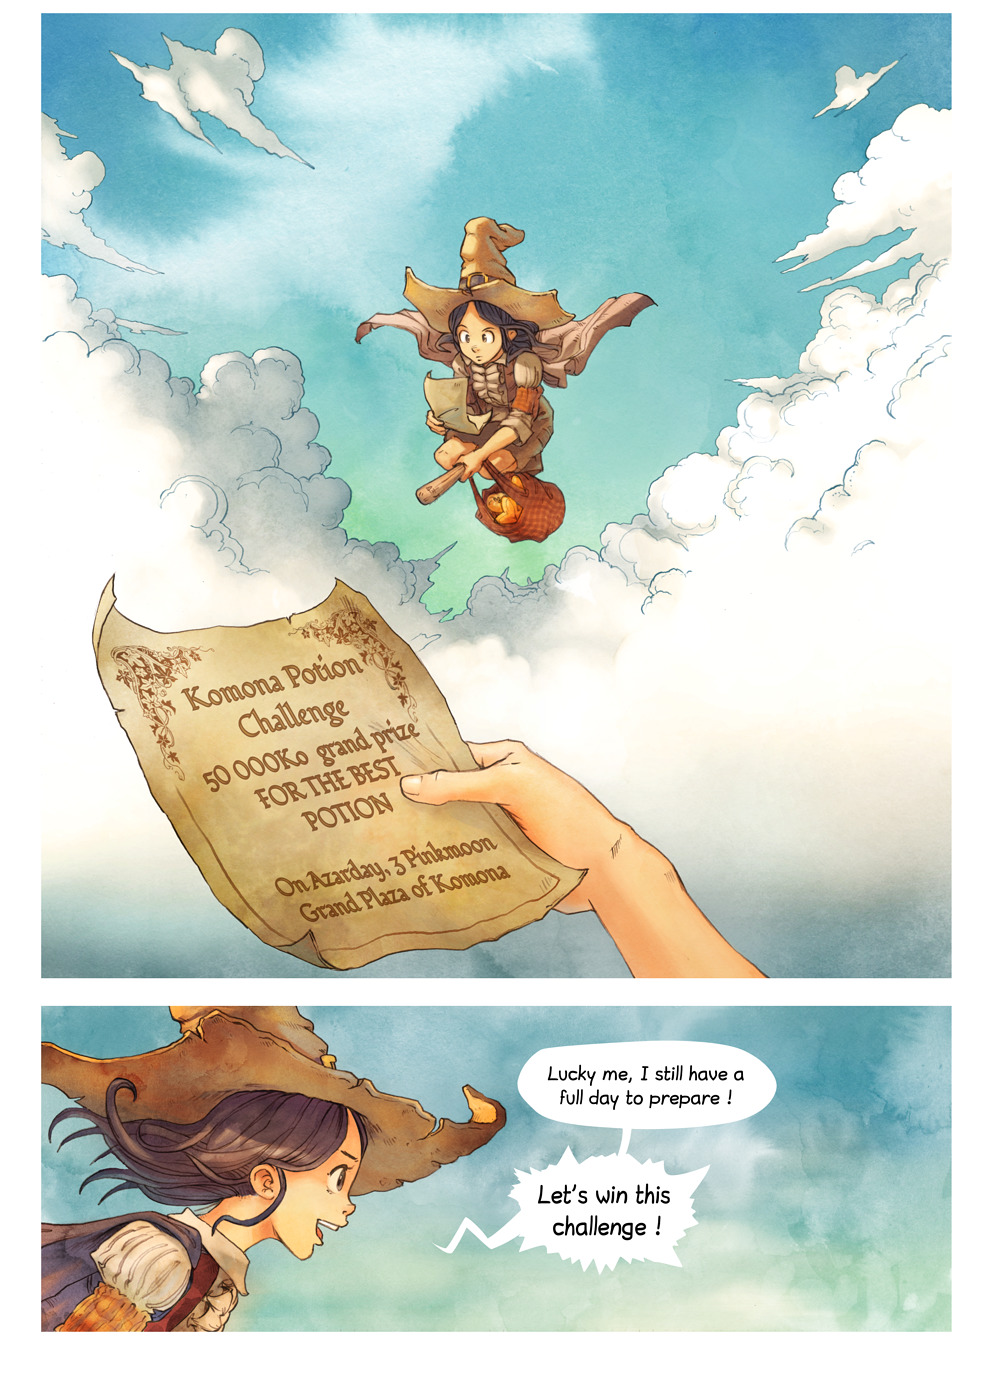 Komona Potion
Challenge
50 000Ko grand prize
FOR THE BEST
POTION
On Azarday, 3 Pinkmoon
Grand Plaza of Komona
Lucky me, I still have a
full day to prepare !
Let's win this
challenge !